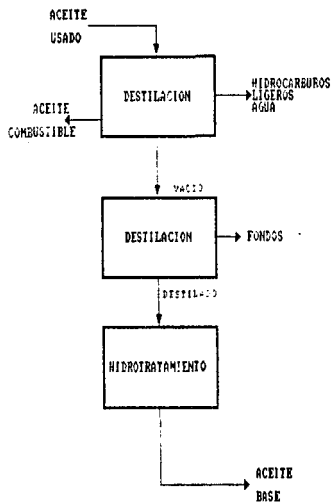 ACEITE
USADO
DESTILACION
HIDROCARBUROS
LIGEROS
AGUA
ACEITE
COMBUSTIBLE
VACIO
DESTILACION
FONDOS
DESTILADO
HIDROTRATAMIENTO
ACEITE
BASE